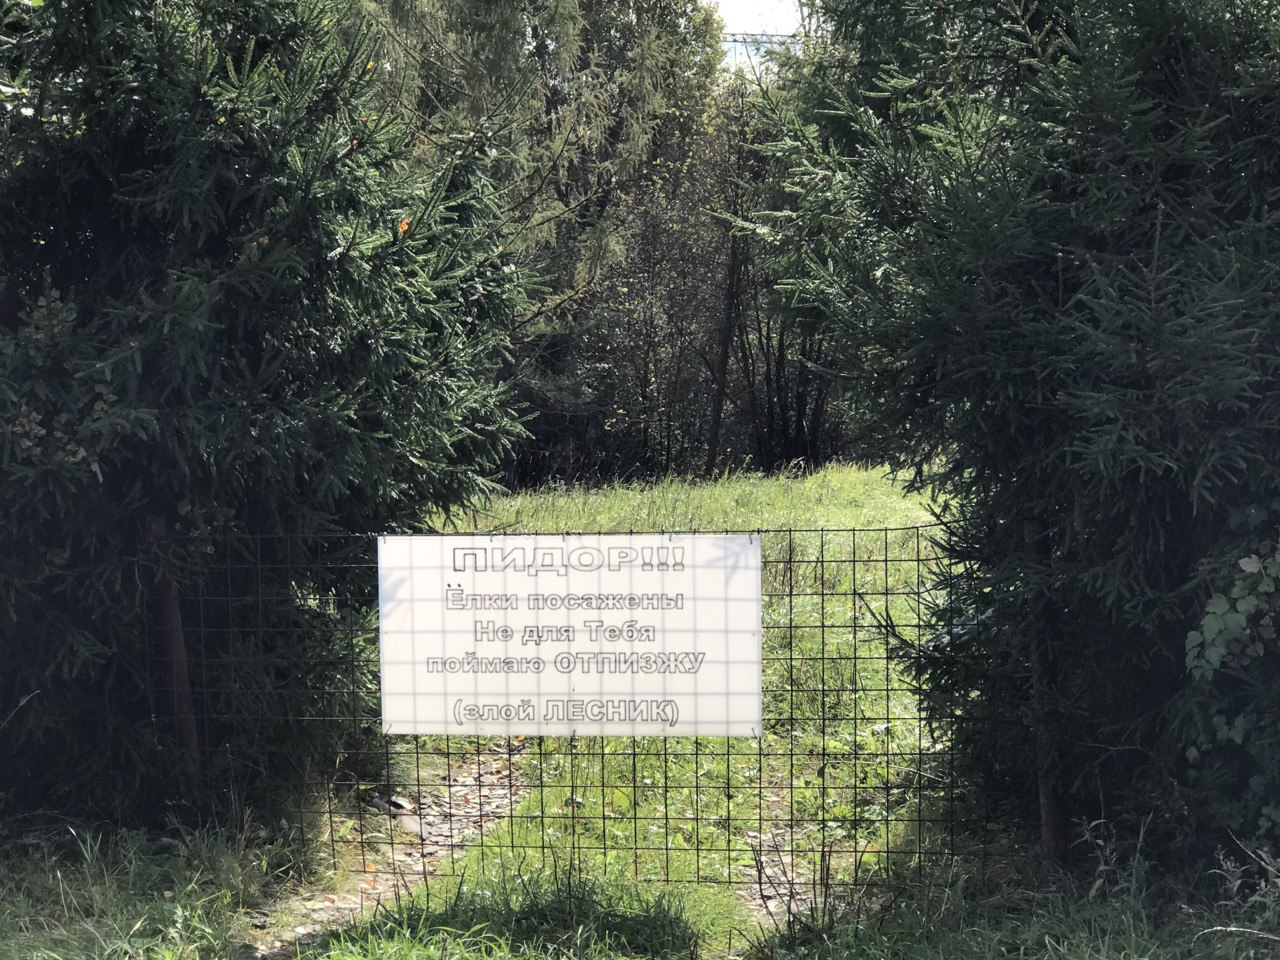 ПИДОР!!!
Ёлки посажены
Не для Тебя
поймаю ОТПИЗЖУ
(злой ЛЕСНИК)